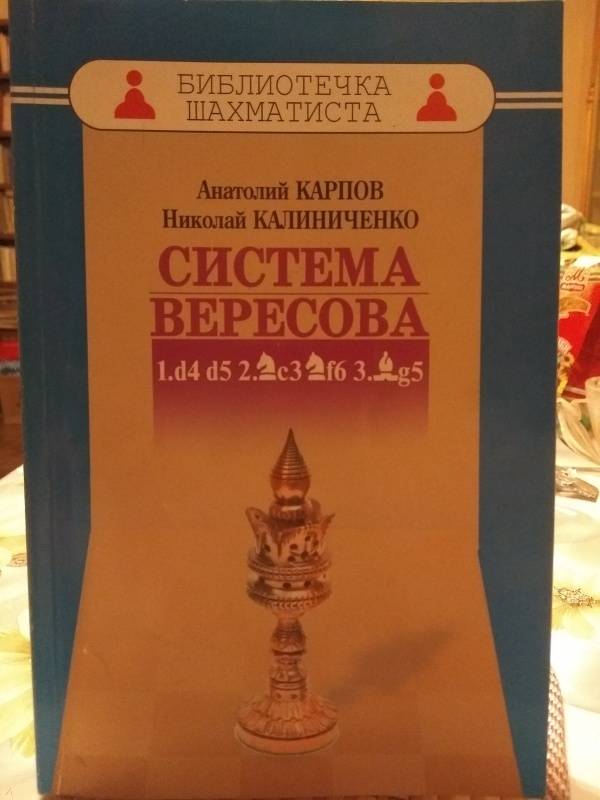 БИБЛИОТЕЧКА
ШАХМАТИСТА
Анатолий КАРПОВ
Николай КАЛИНИЧЕНКО
СИСТЕМА
ВЕРЕСОВА
1.d4 d5 2.♞c3 ♞f6 3.♝g5